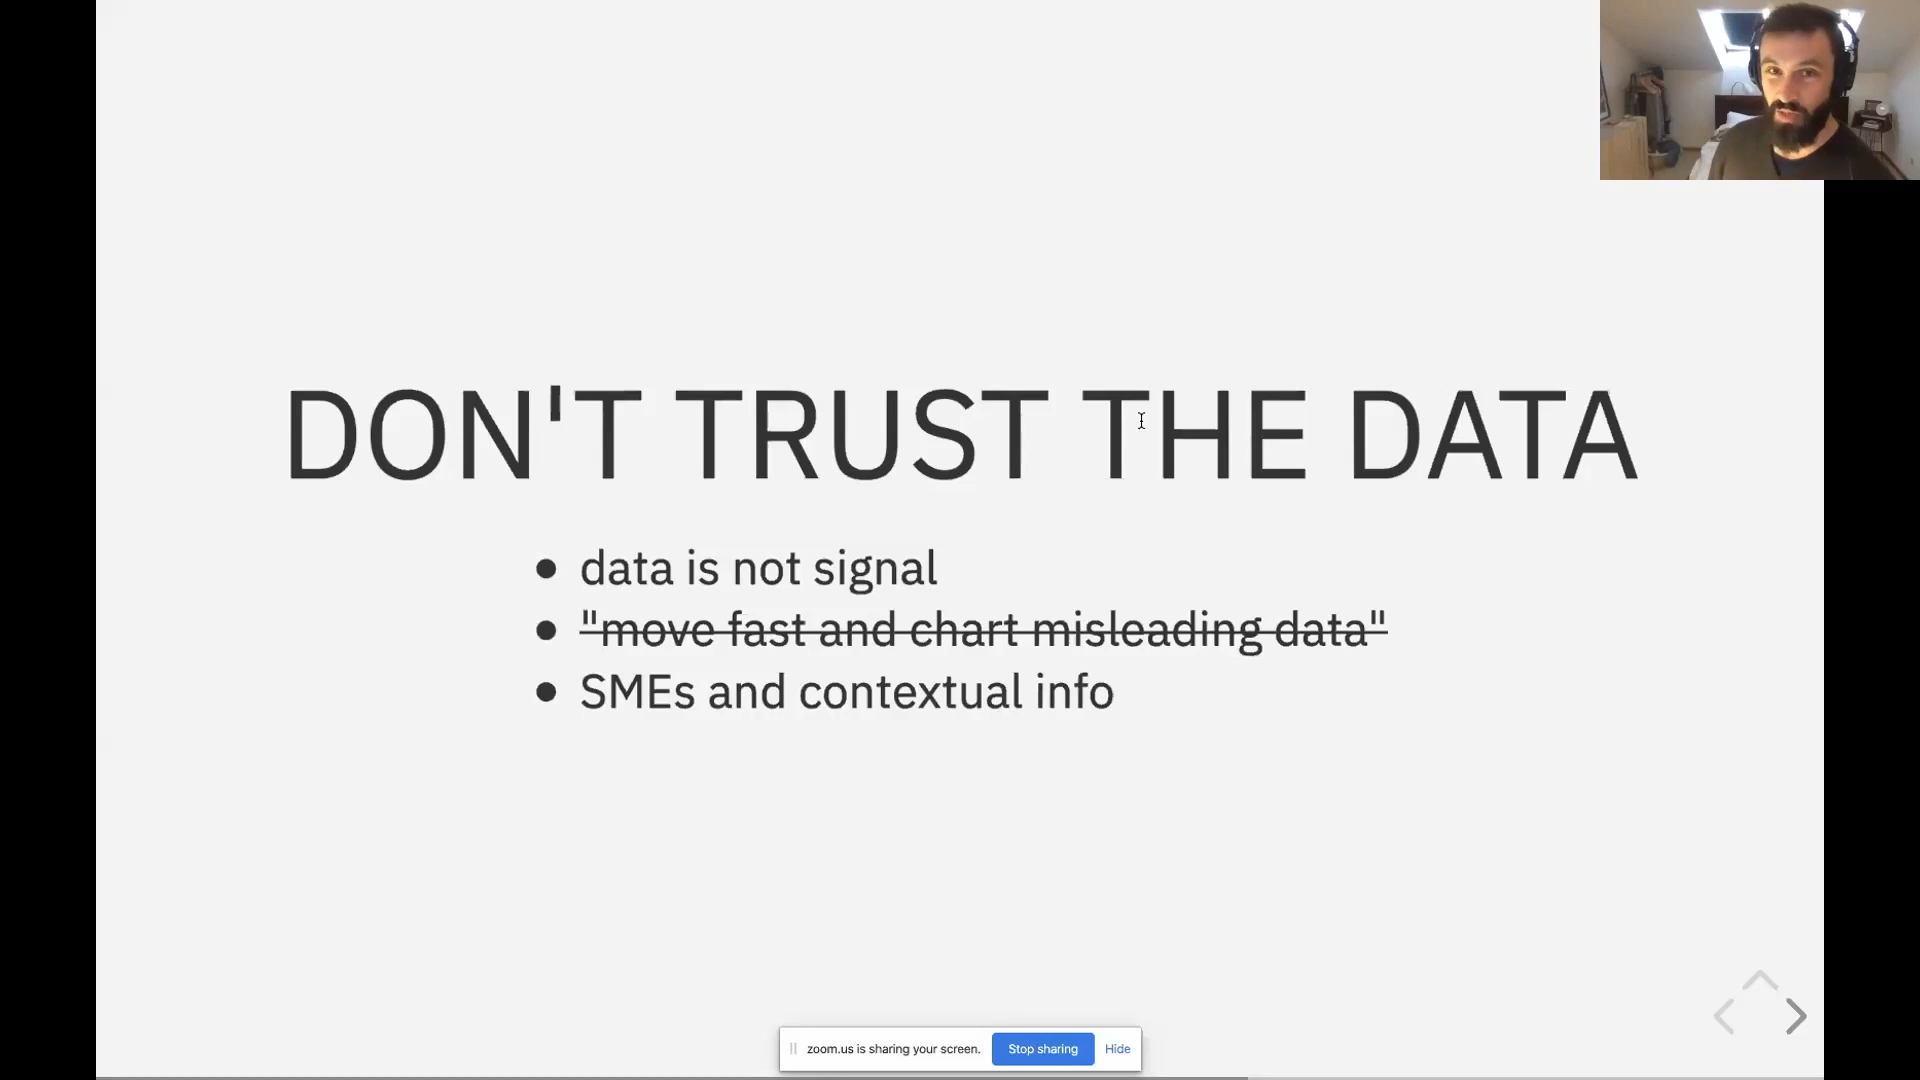 DON'T TRUST THE DATA
data is not signal
"move fast and chart misleading data"
SMEs and contextual info
zoom.us is sharing your screen. Stop sharing Hide